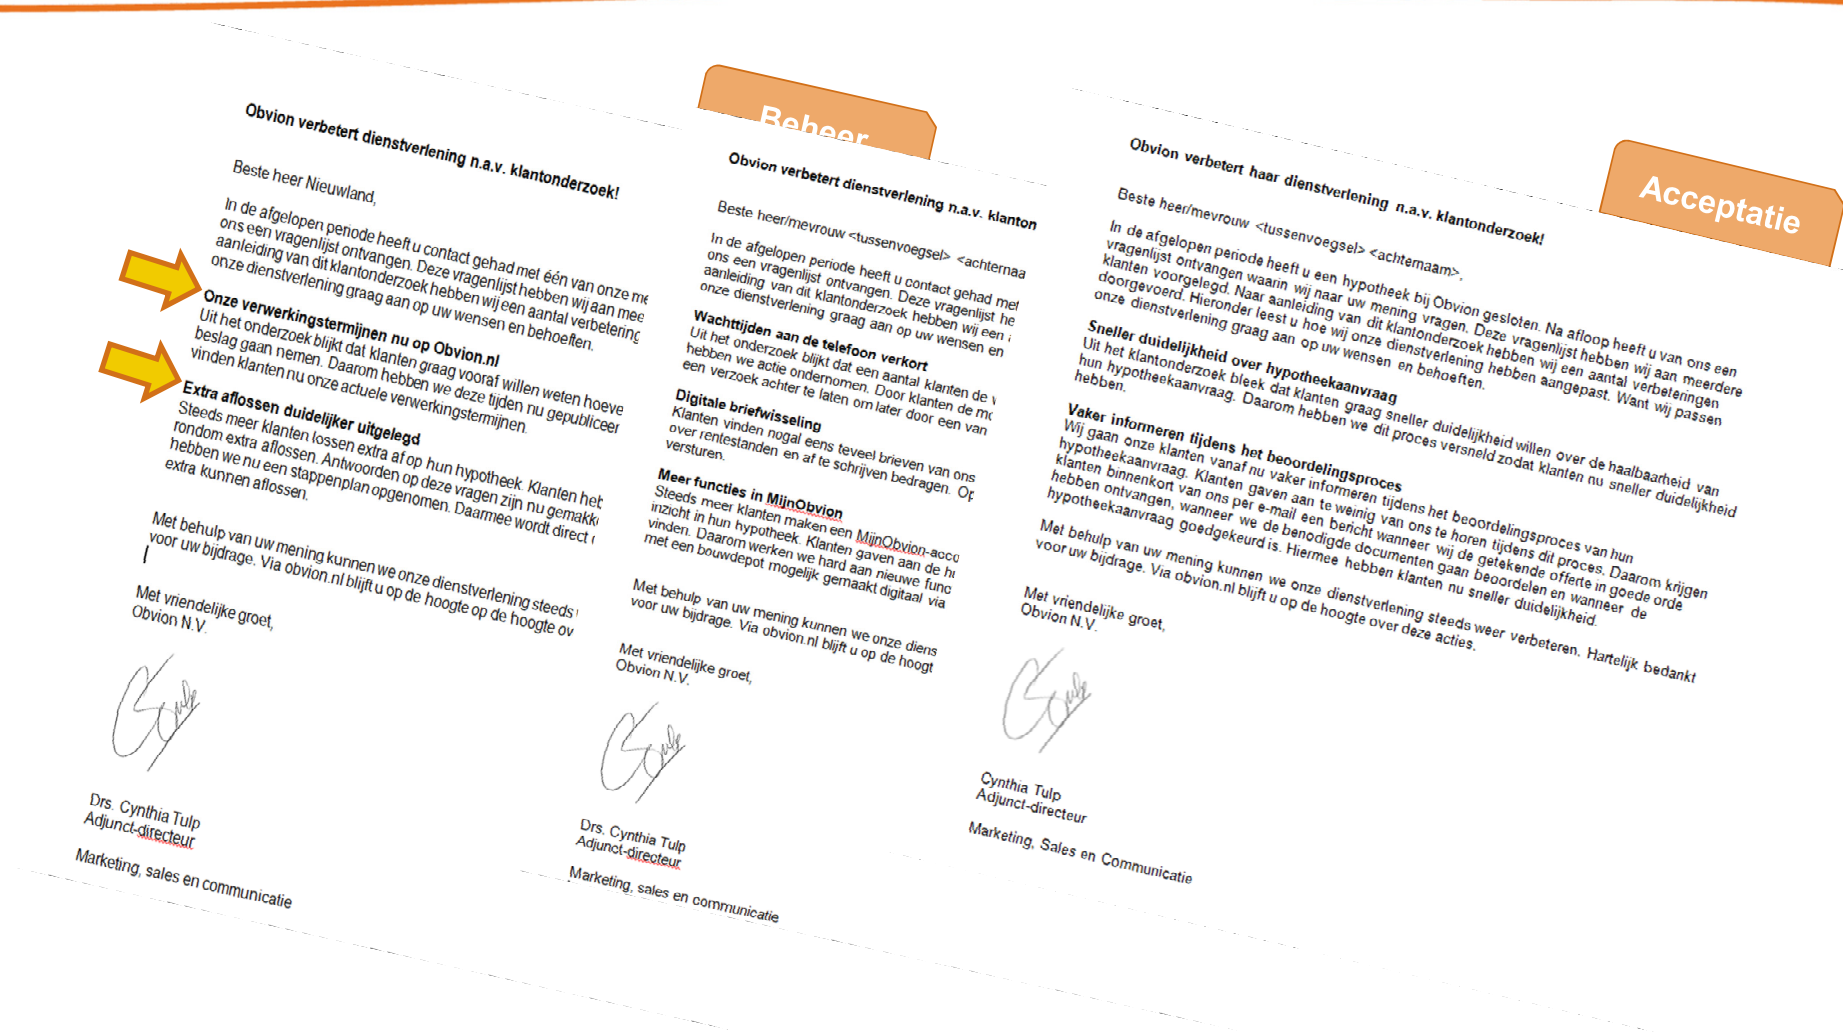 Beheer
Acceptatie
Obvion verbetert dienstverlening n.a.v. klantonderzoek!
Beste heer Nieuwland,
In de afgelopen periode heeft u contact gehad met één van onze me
ons een vragenlijst ontvangen. Deze vragenlijst hebben wij aan mee
aanleiding van dit klantonderzoek hebben wij een aantal verbetering
onze dienstverlening graag aan op uw wensen en behoeften.
Onze verwerkingstermijnen nu op Obvion.nl
Uit het onderzoek blijkt dat klanten graag vooraf willen weten hoeve
beslag gaan nemen. Daarom hebben we deze tijden nu gepubliceer
vinden klanten nu onze actuele verwerkingstermijnen.
Extra aflossen duidelijker uitgelegd
Steeds meer klanten lossen extra af op hun hypotheek. Klanten heb
rondom extra aflossen. Antwoorden op deze vragen zijn nu gemakk
hebben we nu een stappenplan opgenomen. Daarmee wordt direct
extra kunnen aflossen.
Met behulp van uw mening kunnen we onze dienstverlening steeds
voor uw bijdrage. Via obvion.nl blijft u op de hoogte op de hoogte ov
Met vriendelijke groet,
Obvion N.V.
Drs. Cynthia Tulp
Adjunct-directeur
Marketing, sales en communicatie
Obvion verbetert dienstverlening n.a.v. klanton
Beste heer/mevrouw <tussenvoegsel> <achternaa
In de afgelopen periode heeft u contact gehad met
ons een vragenlijst ontvangen. Deze vragenlijst he
aanleiding van dit klantonderzoek hebben wij een
onze dienstverlening graag aan op uw wensen en
Wachttijden aan de telefoon verkort
Uit het onderzoek blijkt dat een aantal klanten de
hebben we actie ondernomen. Door klanten de mo
een verzoek achter te laten om later door een van
Digitale briefwisseling
Klanten vinden nogal eens teveel brieven van ons
over rentestanden en af te schrijven bedragen. Op
versturen.
Meer functies in MijnObvion
Steeds meer klanten maken een MijnObvion-acco
inzicht in hun hypotheek. Klanten gaven aan de
vinden. Daarom werken we hard aan nieuwe func
met een bouwdepot mogelijk gemaakt digitaal via
Met behulp van uw mening kunnen we onze diens
voor uw bijdrage. Via obvion.nl blijft u op de hoogt
Met vriendelijke groet,
Obvion N.V.
Drs. Cynthia Tulp
Adjunct-directeur
Marketing, sales en communicatie
Obvion verbetert haar dienstverlening n.a.v. klantonderzoek!
Beste heer/mevrouw <tussenvoegsel> <achternaam>,
In de afgelopen periode heeft u een hypotheek bij Obvion gesloten. Na afloop heeft u van ons een
vragenlijst ontvangen waarin wij naar uw mening vragen. Deze vragenlijst hebben wij aan meerdere
klanten voorgelegd. Naar aanleiding van dit klantonderzoek hebben wij een aantal verbeteringen
doorgevoerd. Hieronder leest u hoe wij onze dienstverlening hebben aangepast. Want wij passen
onze dienstverlening graag aan op uw wensen en behoeften.
Sneller duidelijkheid over hypotheekaanvraag
Uit het klantonderzoek bleek dat klanten graag sneller duidelijkheid willen over de haalbaarheid van
hun hypotheekaanvraag. Daarom hebben we dit proces versneld zodat klanten nu sneller duidelijkheid
hebben.
Vaker informeren tijdens het beoordelingsproces
Wij gaan onze klanten vanaf nu vaker informeren tijdens het beoordelingsproces van hun
hypotheekaanvraag. Klanten gaven aan te weinig van ons te horen tijdens dit proces. Daarom krijgen
klanten binnenkort van ons per e-mail een bericht wanneer wij de getekende offerte in goede orde
hebben ontvangen, wanneer we de benodigde documenten gaan beoordelen en wanneer de
hypotheekaanvraag goedgekeurd is. Hiermee hebben klanten nu sneller duidelijkheid.
Met behulp van uw mening kunnen we onze dienstverlening steeds weer verbeteren. Hartelijk bedankt
voor uw bijdrage. Via obvion.nl blijft u op de hoogte over deze acties.
Met vriendelijke groet,
Obvion N.V.
Cynthia Tulp
Adjunct-directeur
Marketing, Sales en Communicatie